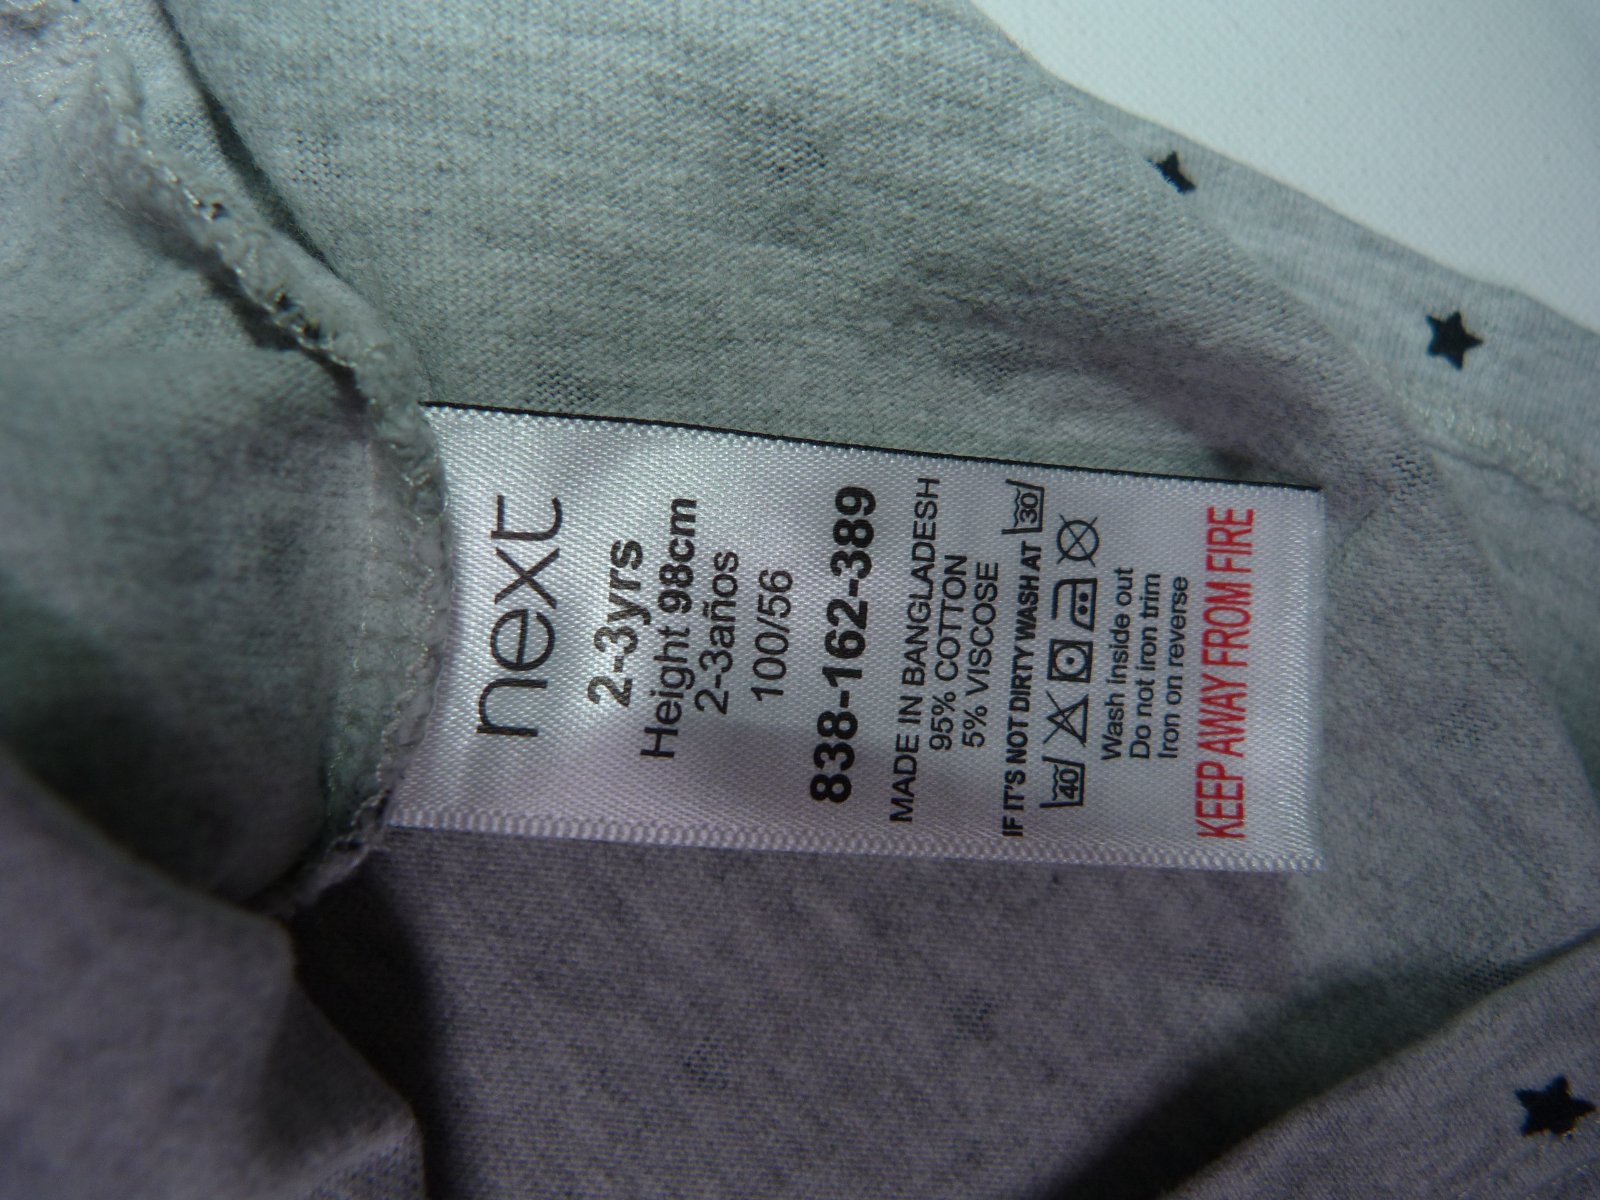 next
2-3yrs
Height 98cm
2-3años
100/56
838-162-389
MADE IN BANGLADESH
95% COTTON
5% VISCOSE
IF IT'S NOT DIRTY WASH AT 30
40
Wash inside out
Do not iron trim
Iron on reverse
KEEP AWAY FROM FIRE